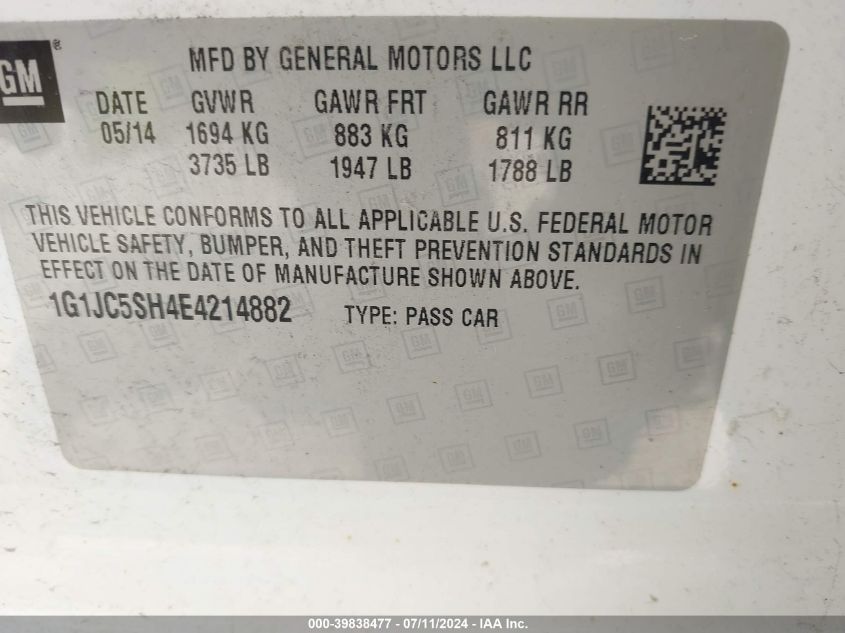 GM®
MFD BY GENERAL MOTORS LLC
DATE GVWR GAWR FRT GAWR RR
05/14 1694 KG 883 KG 811 KG
3735 LB 1947 LB 1788 LB
THIS VEHICLE CONFORMS TO ALL APPLICABLE U.S. FEDERAL MOTOR
VEHICLE SAFETY, BUMPER, AND THEFT PREVENTION STANDARDS IN
EFFECT ON THE DATE OF MANUFACTURE SHOWN ABOVE.
1G1JC5SH4E4214882 TYPE: PASS CAR
000-39838477 - 07/11/2024 - IAA Inc.